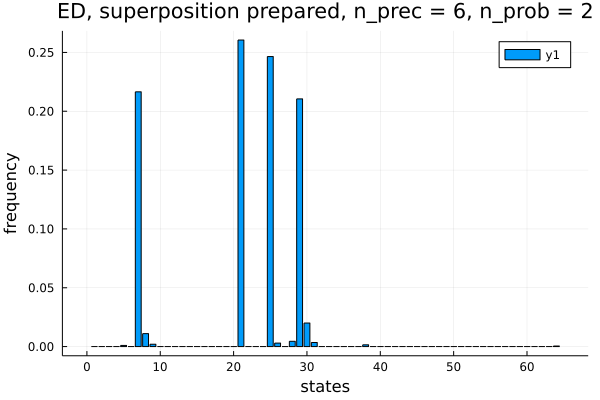 ED, superposition prepared, n_prec = 6, n_prob = 2
y1
frequency
0.25
0.20
0.15
0.10
0.05
0.00
0 10 20 30 40 50 60
states